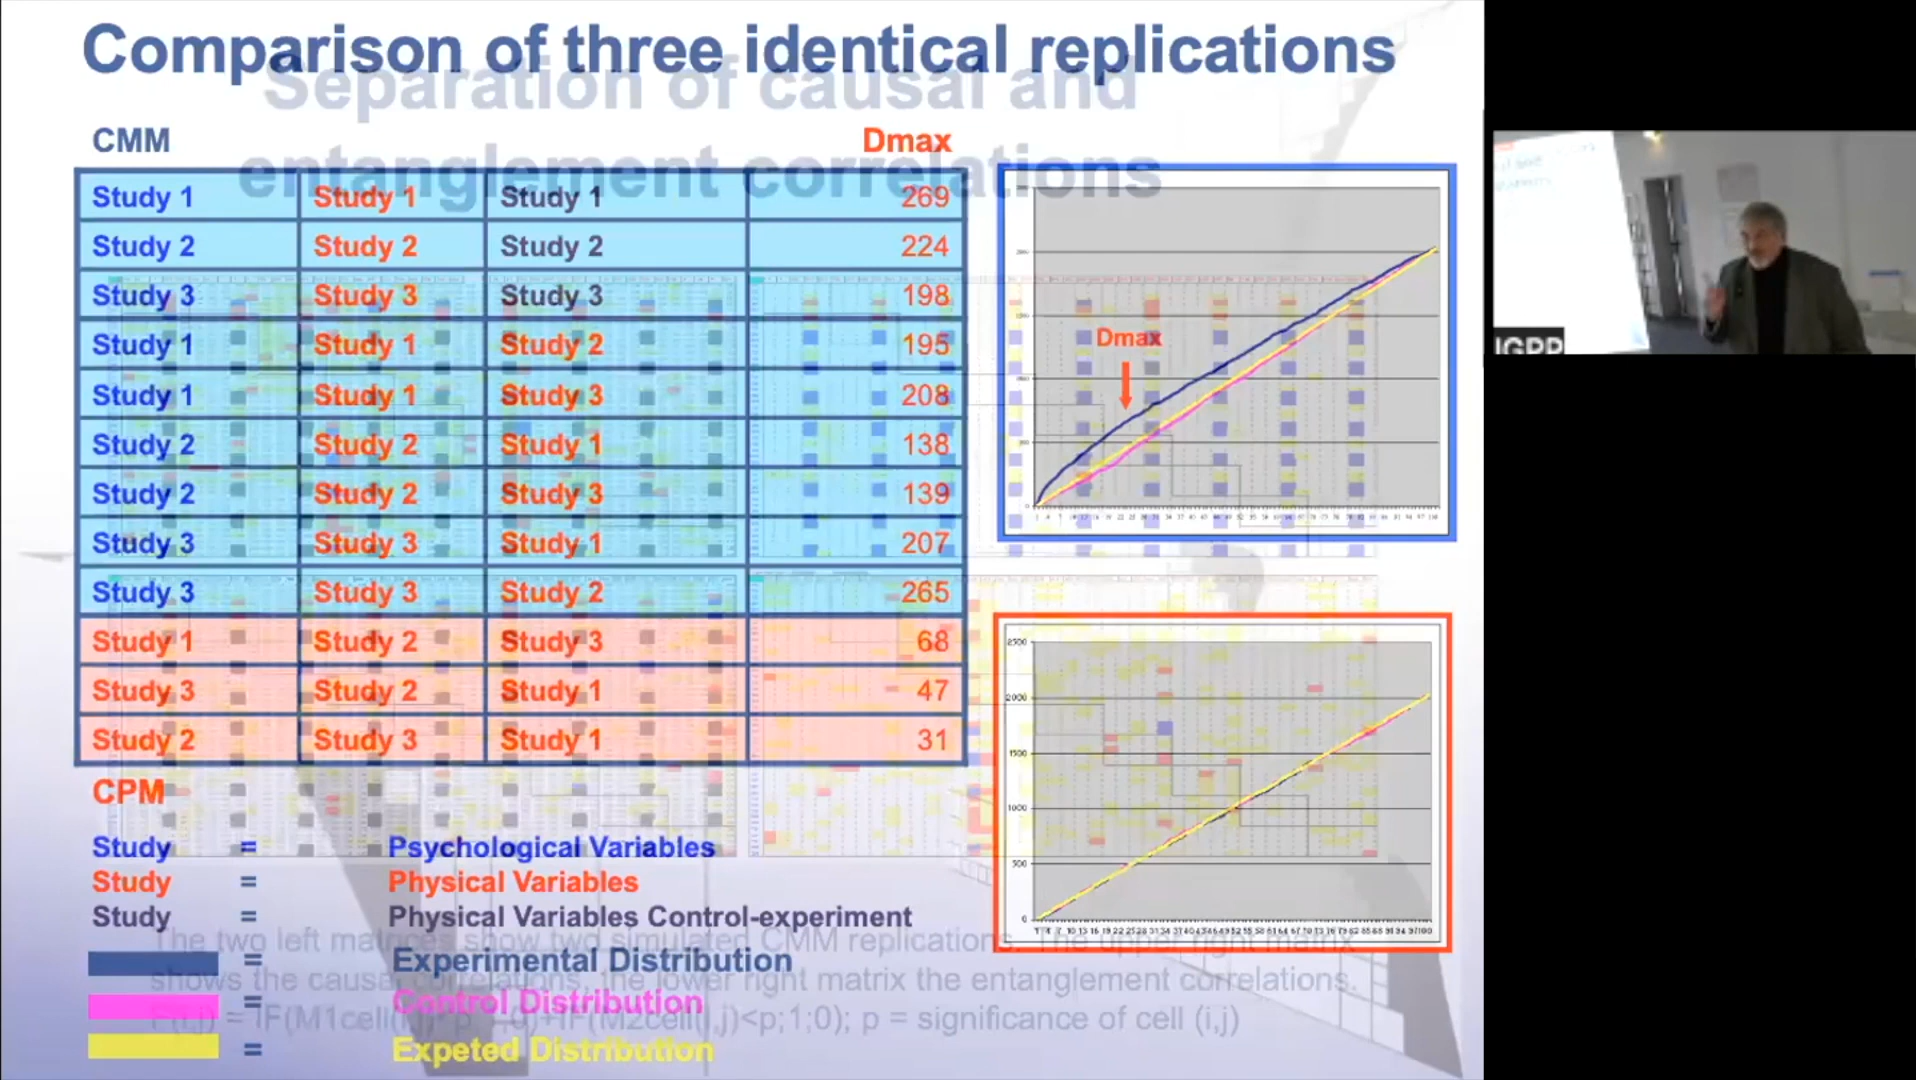 Comparison of three identical replications
Separation of causal and
entanglement correlations
CMM Dmax
Study 1 Study 1 Study 1 269
Study 2 Study 2 Study 2 224
Study 3 Study 3 Study 3 198
Study 1 Study 1 Study 2 195
Study 1 Study 1 Study 3 208
Study 2 Study 2 Study 1 138
Study 2 Study 2 Study 3 139
Study 3 Study 3 Study 1 207
Study 3 Study 3 Study 2 265
Study 1 Study 2 Study 3 68
Study 3 Study 2 Study 1 47
Study 2 Study 3 Study 1 31
CPM
Study = Psychological Variables
Study = Physical Variables
Study = Physical Variables Control-experiment
The two left matrices show two simulated CMM replications. The upper right matrix
= Experimental Distribution
shows the causal correlations, the lower right matrix the entanglement correlations.
= Control Distribution
p = significance of cell (i,j)
= Expeted Distribution
Dmax
2500
2000
1500
1000
500
0
IGPP